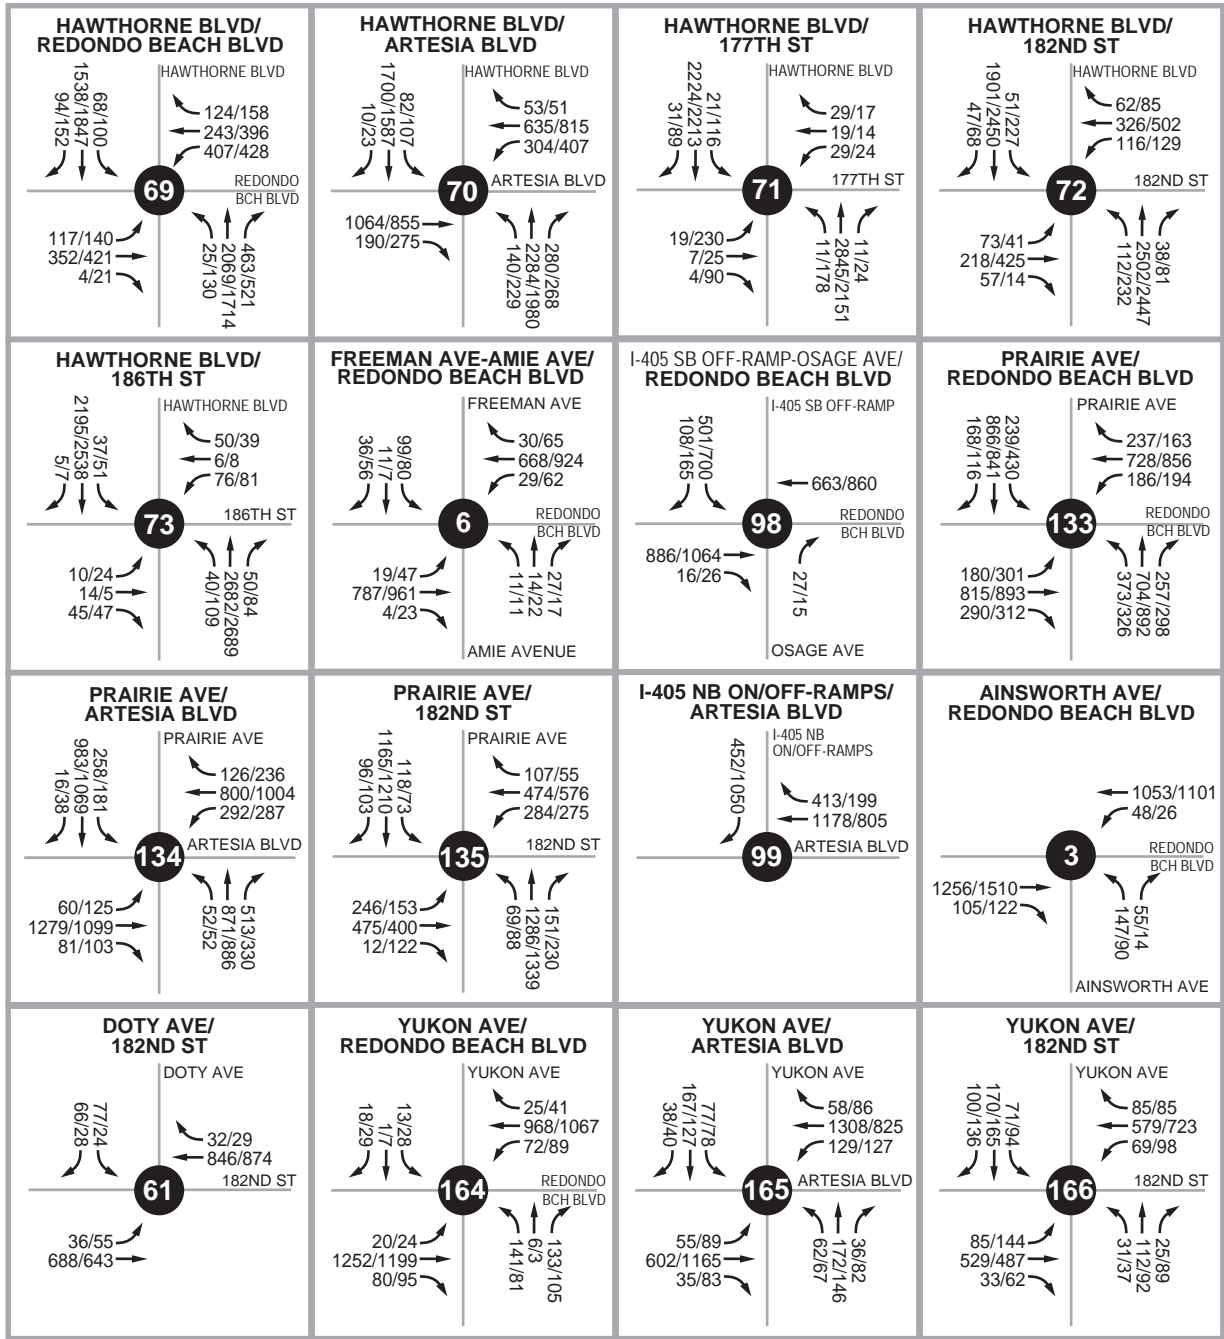 HAWTHORNE BLVD/
REDONDO BEACH BLVD
HAWTHORNE BLVD
94/152
1538/1847
68/100
124/158
243/396
407/428
69
REDONDO
BCH BLVD
117/140
352/421
4/21
25/130
2069/1714
463/521
HAWTHORNE BLVD/
ARTESIA BLVD
HAWTHORNE BLVD
10/23
1700/1587
82/107
53/51
635/815
304/407
70
ARTESIA BLVD
1064/855
190/275
140/229
2284/1980
280/268
HAWTHORNE BLVD/
177TH ST
HAWTHORNE BLVD
31/89
2224/2213
21/116
29/17
19/14
29/24
71
177TH ST
19/230
7/25
4/90
11/178
2845/2151
11/24
HAWTHORNE BLVD/
182ND ST
HAWTHORNE BLVD
47/68
1901/2450
51/227
62/85
326/502
116/129
72
182ND ST
73/41
218/425
57/14
112/232
2502/2447
38/81
HAWTHORNE BLVD/
186TH ST
HAWTHORNE BLVD
5/7
2195/2538
37/51
50/39
6/8
76/81
73
186TH ST
10/24
14/5
45/47
40/109
2682/2689
50/84
FREEMAN AVE-AMIE AVE/
REDONDO BEACH BLVD
FREEMAN AVE
36/56
11/7
99/80
30/65
668/924
29/62
6
REDONDO
BCH BLVD
19/47
787/961
4/23
11/11
14/22
27/17
AMIE AVENUE
I-405 SB OFF-RAMP-OSAGE AVE/
REDONDO BEACH BLVD
I-405 SB OFF-RAMP
108/165
501/700
663/860
98
REDONDO
BCH BLVD
886/1064
16/26
27/15
OSAGE AVE
PRAIRIE AVE/
REDONDO BEACH BLVD
PRAIRIE AVE
168/116
866/841
239/430
237/163
728/856
186/194
133
REDONDO
BCH BLVD
180/301
815/893
290/312
373/326
704/892
257/298
PRAIRIE AVE/
ARTESIA BLVD
PRAIRIE AVE
16/38
983/1069
258/181
126/236
800/1004
292/287
134
ARTESIA BLVD
60/125
1279/1099
81/103
52/52
871/886
513/330
PRAIRIE AVE/
182ND ST
PRAIRIE AVE
96/103
1165/1210
118/73
107/55
474/576
284/275
135
182ND ST
246/153
475/400
12/122
69/88
1286/1339
151/230
I-405 NB ON/OFF-RAMPS/
ARTESIA BLVD
I-405 NB
ON/OFF-RAMPS
452/1050
413/199
1178/805
99
ARTESIA BLVD
AINSWORTH AVE/
REDONDO BEACH BLVD
1053/1101
48/26
3
REDONDO
BCH BLVD
1256/1510
105/122
147/90
55/14
AINSWORTH AVE
DOTY AVE/
182ND ST
DOTY AVE
66/28
77/24
32/29
846/874
61
182ND ST
36/55
688/643
YUKON AVE/
REDONDO BEACH BLVD
YUKON AVE
18/29
1/7
13/28
25/41
968/1067
72/89
164
REDONDO
BCH BLVD
20/24
1252/1199
80/95
141/81
6/3
133/105
YUKON AVE/
ARTESIA BLVD
YUKON AVE
38/40
167/127
77/78
58/86
1308/825
129/127
165
ARTESIA BLVD
55/89
602/1165
35/83
62/67
172/146
36/82
YUKON AVE/
182ND ST
YUKON AVE
100/136
170/165
71/94
85/85
579/723
69/98
166
182ND ST
85/144
529/487
33/62
31/37
112/92
25/89